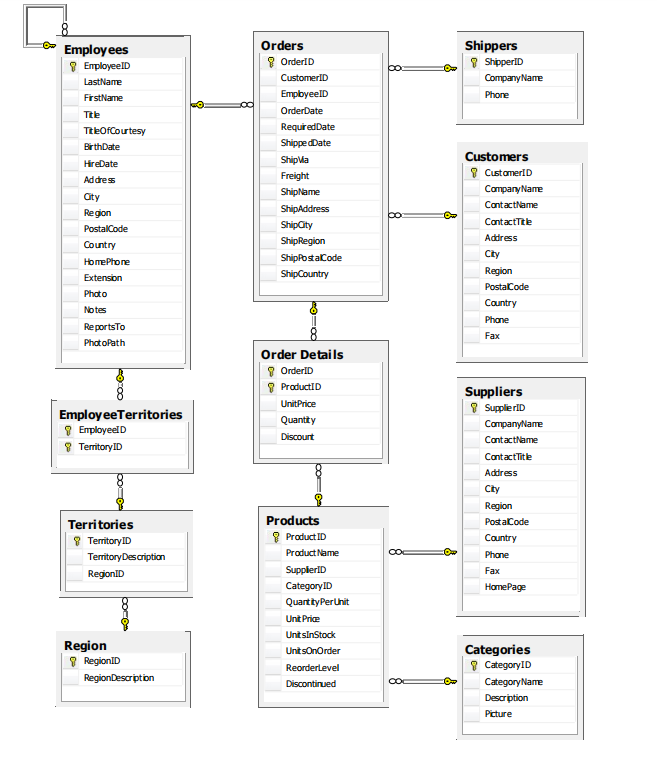 Employees
EmployeeID
LastName
FirstName
Title
TitleOfCourtesy
BirthDate
HireDate
Address
City
Region
PostalCode
Country
HomePhone
Extension
Photo
Notes
ReportsTo
PhotoPath
EmployeeTerritories
EmployeeID
TerritoryID
Territories
TerritoryID
TerritoryDescription
RegionID
Region
RegionID
RegionDescription
Orders
OrderID
CustomerID
EmployeeID
OrderDate
RequiredDate
ShippedDate
ShipVia
Freight
ShipName
ShipAddress
ShipCity
ShipRegion
ShipPostalCode
ShipCountry
Order Details
OrderID
ProductID
UnitPrice
Quantity
Discount
Products
ProductID
ProductName
SupplierID
CategoryID
QuantityPerUnit
UnitPrice
UnitsInStock
UnitsOnOrder
ReorderLevel
Discontinued
Shippers
ShipperID
CompanyName
Phone
Customers
CustomerID
CompanyName
ContactName
ContactTitle
Address
City
Region
PostalCode
Country
Phone
Fax
Suppliers
SupplierID
CompanyName
ContactName
ContactTitle
Address
City
Region
PostalCode
Country
Phone
Fax
HomePage
Categories
CategoryID
CategoryName
Description
Picture